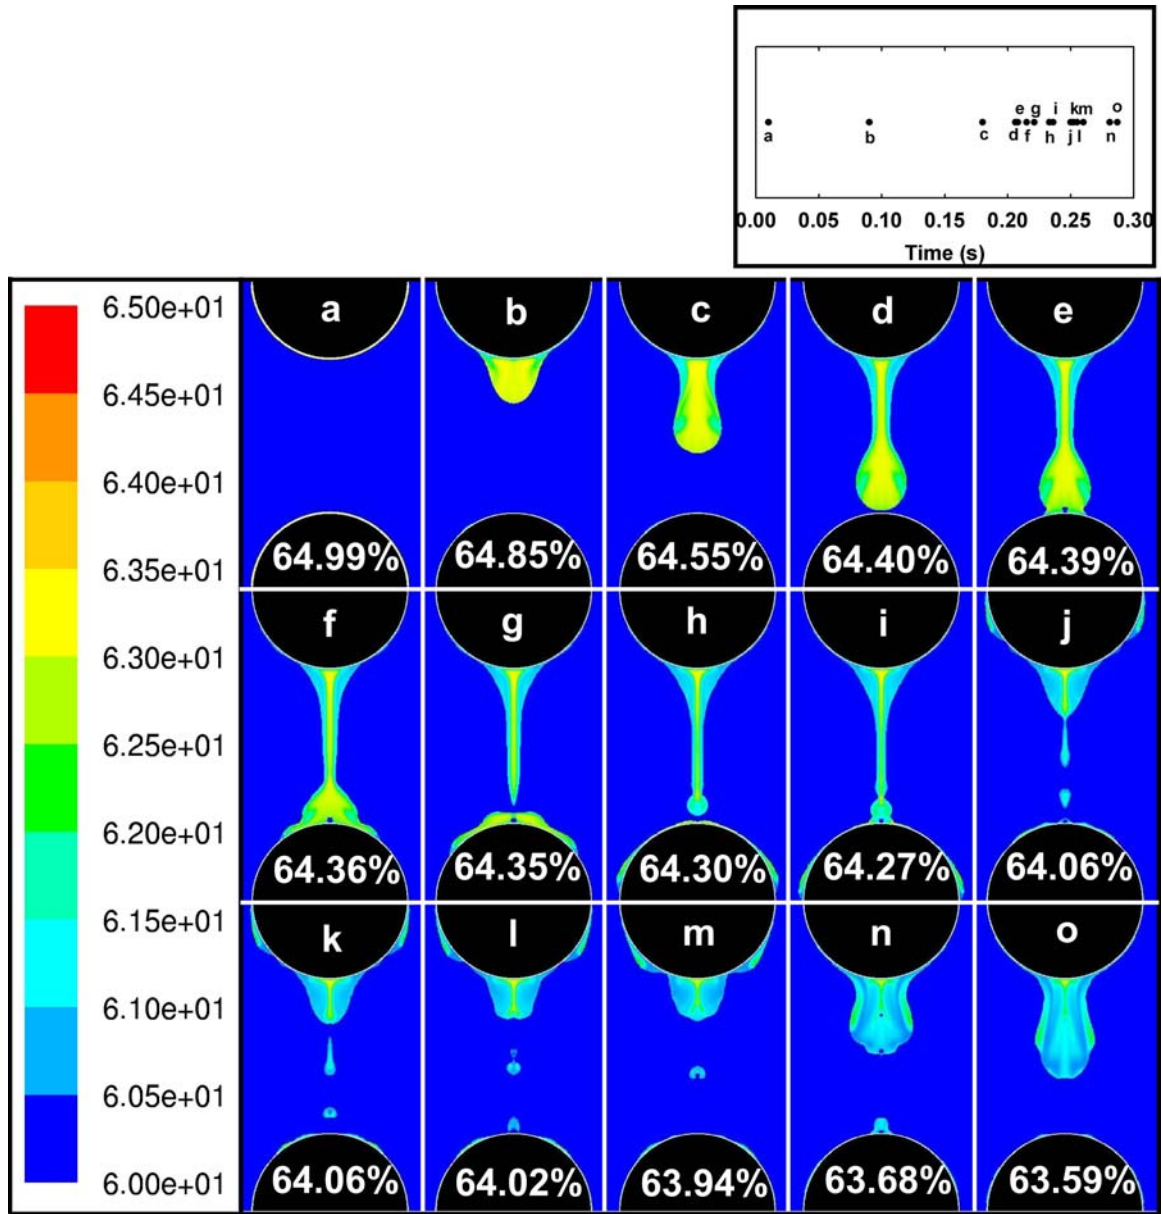 e g i km o
a b c d f h j l n
0.00 0.05 0.10 0.15 0.20 0.25 0.30
Time (s)
6.50e+01
6.45e+01
6.40e+01
6.35e+01
6.30e+01
6.25e+01
6.20e+01
6.15e+01
6.10e+01
6.05e+01
6.00e+01
a b c d e
64.99% 64.85% 64.55% 64.40% 64.39%
f g h i j
64.36% 64.35% 64.30% 64.27% 64.06%
k l m n o
64.06% 64.02% 63.94% 63.68% 63.59%